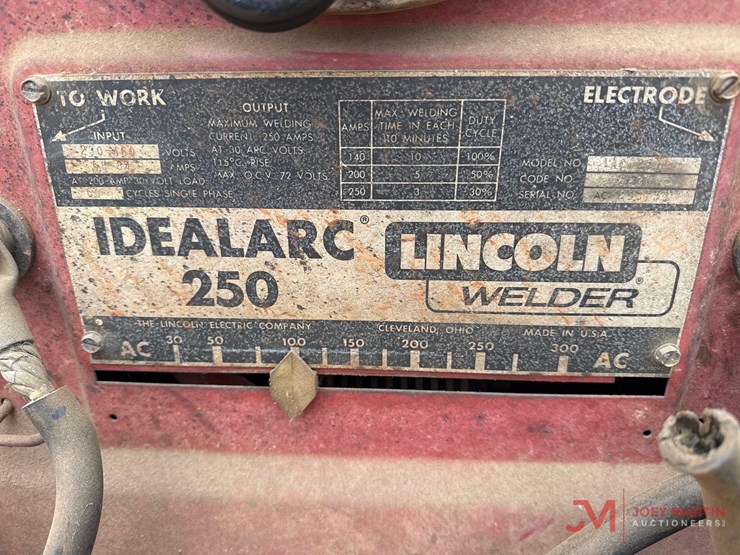 TO WORK
ELECTRODE
INPUT
VOLTS
AMPS
AT 200 AMP 30 VOLT LOAD
CYCLES SINGLE PHASE
OUTPUT
MAXIMUM WELDING
CURRENT 250 AMPS
AT 30 ARC VOLTS
115°C RISE
MAX O.C.V. 72 VOLTS
AMPS MAX. WELDING TIME IN EACH 10 MINUTES DUTY CYCLE
140 10 100%
200 5 50%
250 3 30%
MODEL NO.
CODE NO.
SERIAL NO.
IDEALARC®
250
LINCOLN
WELDER®
THE LINCOLN ELECTRIC COMPANY CLEVELAND, OHIO MADE IN U.S.A.
AC 30 50 100 150 200 250 300 AC
JM JOEY MARTIN
AUCTIONEERS!